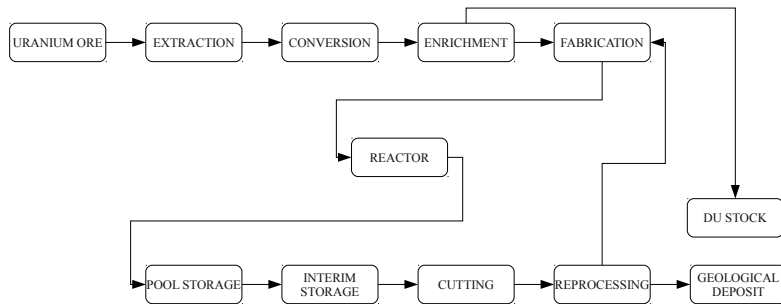 URANIUM ORE
EXTRACTION
CONVERSION
ENRICHMENT
FABRICATION
REACTOR
DU STOCK
POOL STORAGE
INTERIM
STORAGE
CUTTING
REPROCESSING
GEOLOGICAL
DEPOSIT